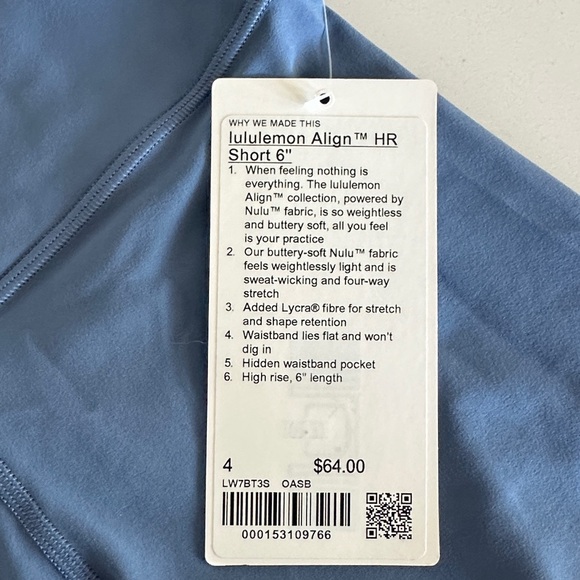 WHY WE MADE THIS
lululemon Align™ HR
Short 6"
1. When feeling nothing is
everything. The lululemon
Align™ collection, powered by
Nulu™ fabric, is so weightless
and buttery soft, all you feel
is your practice
2. Our buttery-soft Nulu™ fabric
feels weightlessly light and is
sweat-wicking and four-way
stretch
3. Added Lycra® fibre for stretch
and shape retention
4. Waistband lies flat and won't
dig in
5. Hidden waistband pocket
6. High rise, 6” length
4 $64.00
LW7BT3S OASB
000153109766